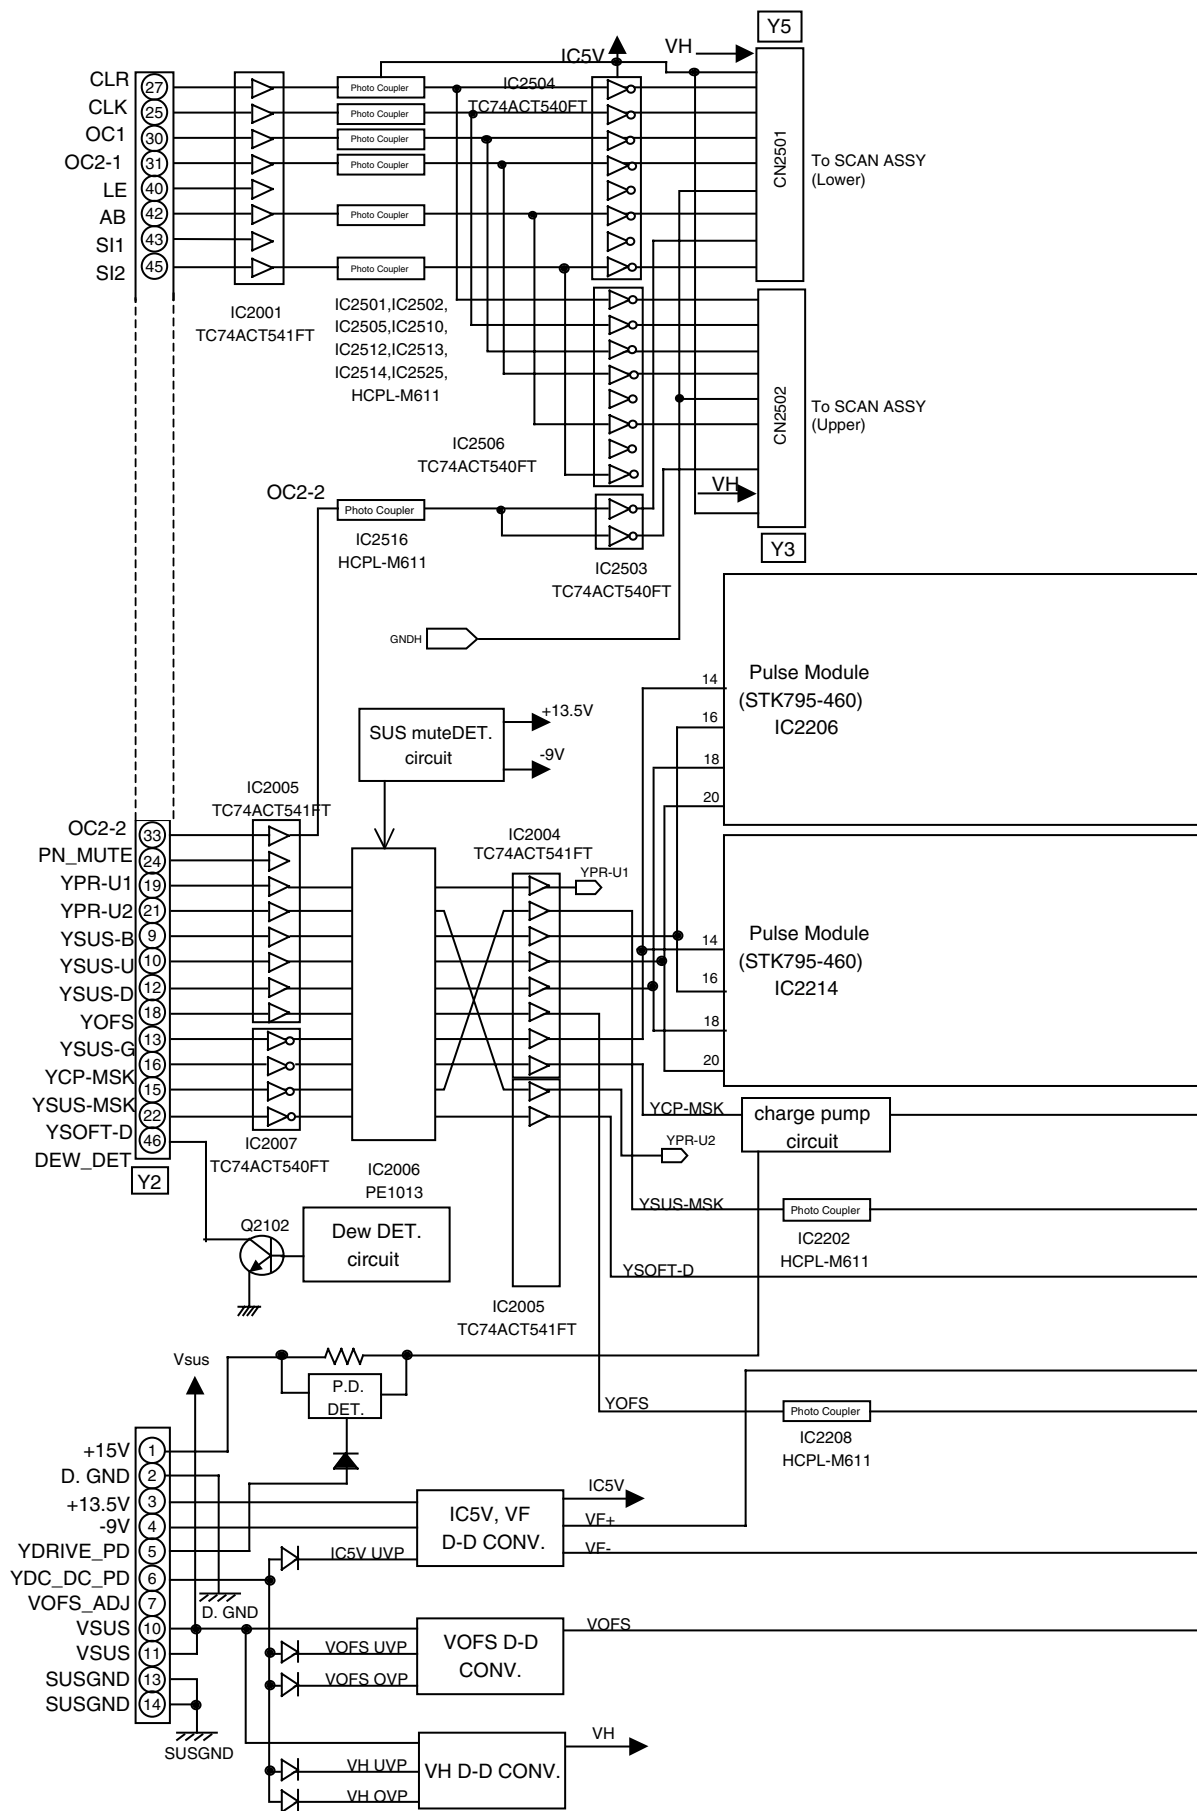 Y5
VH
IC5V
CLR
27
Photo Coupler
IC2504
TC74ACT540FT
CLK
25
Photo Coupler
OC1
30
Photo Coupler
OC2-1
31
Photo Coupler
CN2501
To SCAN ASSY
(Lower)
LE
40
AB
42
Photo Coupler
SI1
43
SI2
45
Photo Coupler
IC2001
TC74ACT541FT
IC2501,IC2502,
IC2505,IC2510,
IC2512,IC2513,
IC2514,IC2525,
HCPL-M611
CN2502
To SCAN ASSY
(Upper)
IC2506
TC74ACT540FT
VH
OC2-2
Photo Coupler
IC2516
HCPL-M611
Y3
IC2503
TC74ACT540FT
GNDH
14
16
18
20
Pulse Module
(STK795-460)
IC2206
SUS muteDET.
circuit
+13.5V
-9V
IC2005
TC74ACT541FT
IC2004
TC74ACT541FT
OC2-2
33
PN_MUTE
24
YPR-U1
19
YPR-U1
YPR-U2
21
YSUS-B
9
YSUS-U
10
YSUS-D
12
YOFS
18
YSUS-G
13
YCP-MSK
16
YSUS-MSK
15
YSOFT-D
22
DEW_DET
46
Y2
14
16
18
20
Pulse Module
(STK795-460)
IC2214
IC2007
TC74ACT540FT
IC2006
PE1013
YCP-MSK
charge pump
circuit
YPR-U2
YSUS-MSK
Photo Coupler
IC2202
HCPL-M611
Q2102
Dew DET.
circuit
YSOFT-D
IC2005
TC74ACT541FT
Vsus
P.D.
DET.
YOFS
Photo Coupler
IC2208
HCPL-M611
+15V
1
D. GND
2
+13.5V
3
-9V
4
YDRIVE_PD
5
YDC_DC_PD
6
VOFS_ADJ
7
VSUS
10
VSUS
11
SUSGND
13
SUSGND
14
D. GND
SUSGND
IC5V UVP
IC5V, VF
D-D CONV.
IC5V
VF+
VF-
VOFS UVP
VOFS OVP
VOFS D-D
CONV.
VOFS
VH UVP
VH OVP
VH D-D CONV.
VH